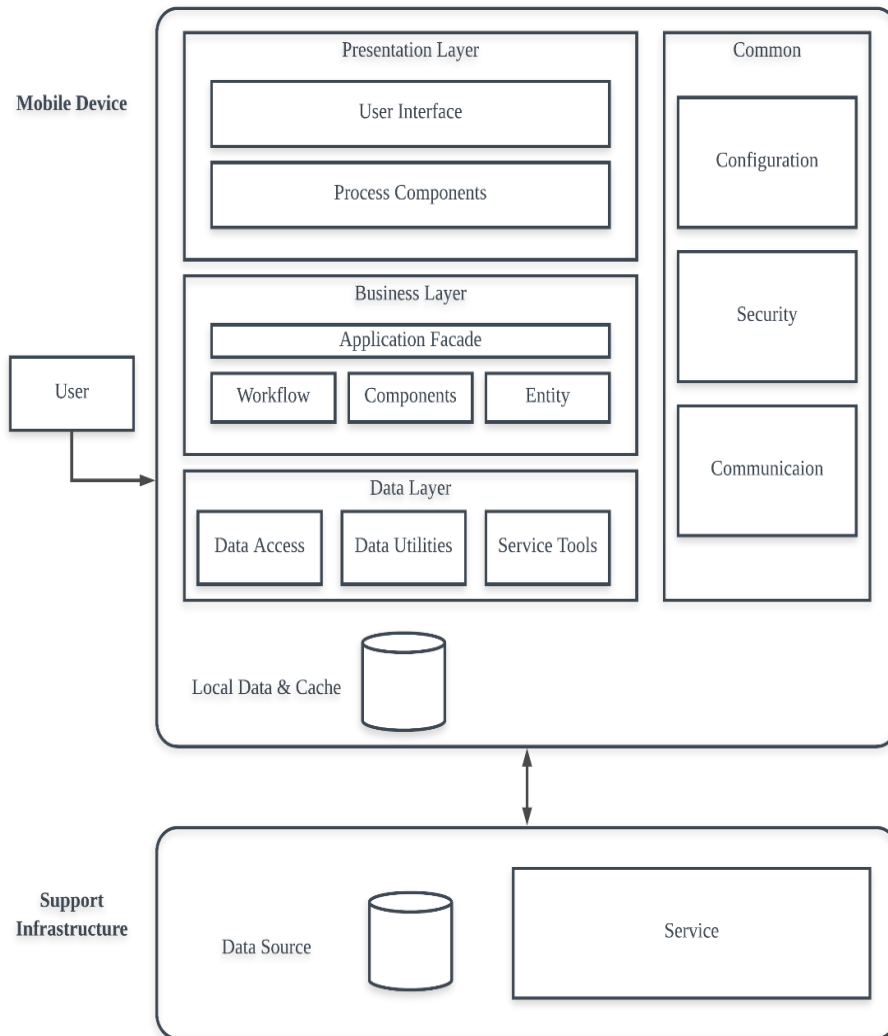 Mobile Device
Presentation Layer
User Interface
Process Components
Common
Configuration
Security
Communicaion
Business Layer
Application Facade
Workflow
Components
Entity
User
Data Layer
Data Access
Data Utilities
Service Tools
Local Data & Cache
Support
Infrastructure
Data Source
Service